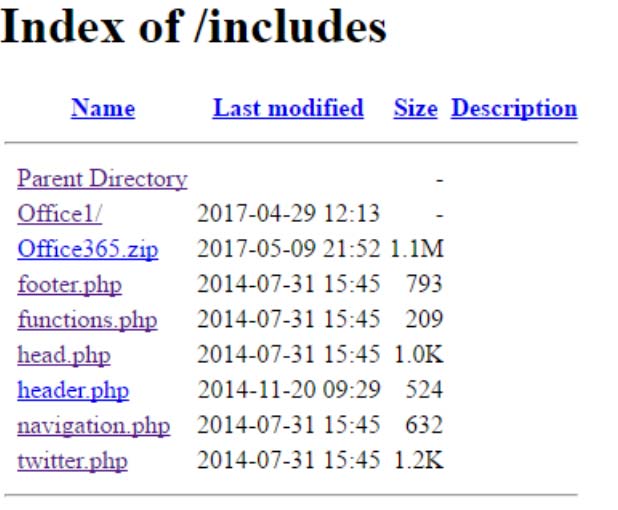 Index of /includes
Name Last modified Size Description
Parent Directory -
Office1/ 2017-04-29 12:13 -
Office365.zip 2017-05-09 21:52 1.1M
footer.php 2014-07-31 15:45 793
functions.php 2014-07-31 15:45 209
head.php 2014-07-31 15:45 1.0K
header.php 2014-11-20 09:29 524
navigation.php 2014-07-31 15:45 632
twitter.php 2014-07-31 15:45 1.2K